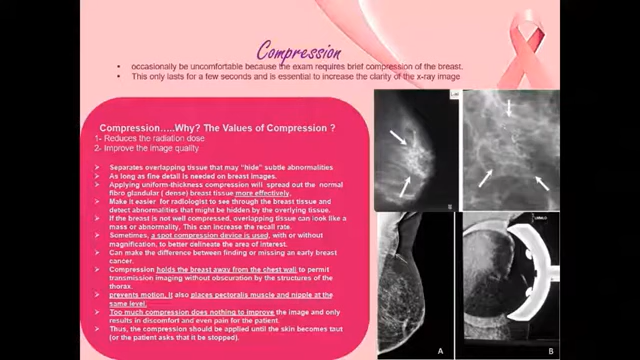 Compression
• occasionally be uncomfortable because the exam requires brief compression of the breast.
• This only lasts for a few seconds and is essential to increase the clarity of the x-ray image
Compression…..Why? The Values of Compression ?
1- Reduces the radiation dose
2- Improve the image quality
➤ Separates overlapping tissue that may "hide" subtle abnormalities
➤ As long as fine detail is needed on breast images.
➤ Applying uniform-thickness compression will spread out the normal
fibro glandular ( dense) breast tissue more effectively.
➤ Make it easier for radiologist to see through the breast tissue and
detect abnormalities that might be hidden by the overlying tissue.
➤ If the breast is not well compressed, overlapping tissue can look like a
mass or abnormality. This can increase the recall rate.
➤ Sometimes, a spot compression device is used, with or without
magnification, to better delineate the area of interest.
➤ Can make the difference between finding or missing an early breast
cancer.
➤ Compression holds the breast away from the chest wall to permit
transmission imaging without obscuration by the structures of the
thorax.
➤ prevents motion. It also places pectoralis muscle and nipple at the
same level.
➤ Too much compression does nothing to improve the image and only
results in discomfort and even pain for the patient.
➤ Thus, the compression should be applied until the skin becomes taut
(or the patient asks that it be stopped).
A
B